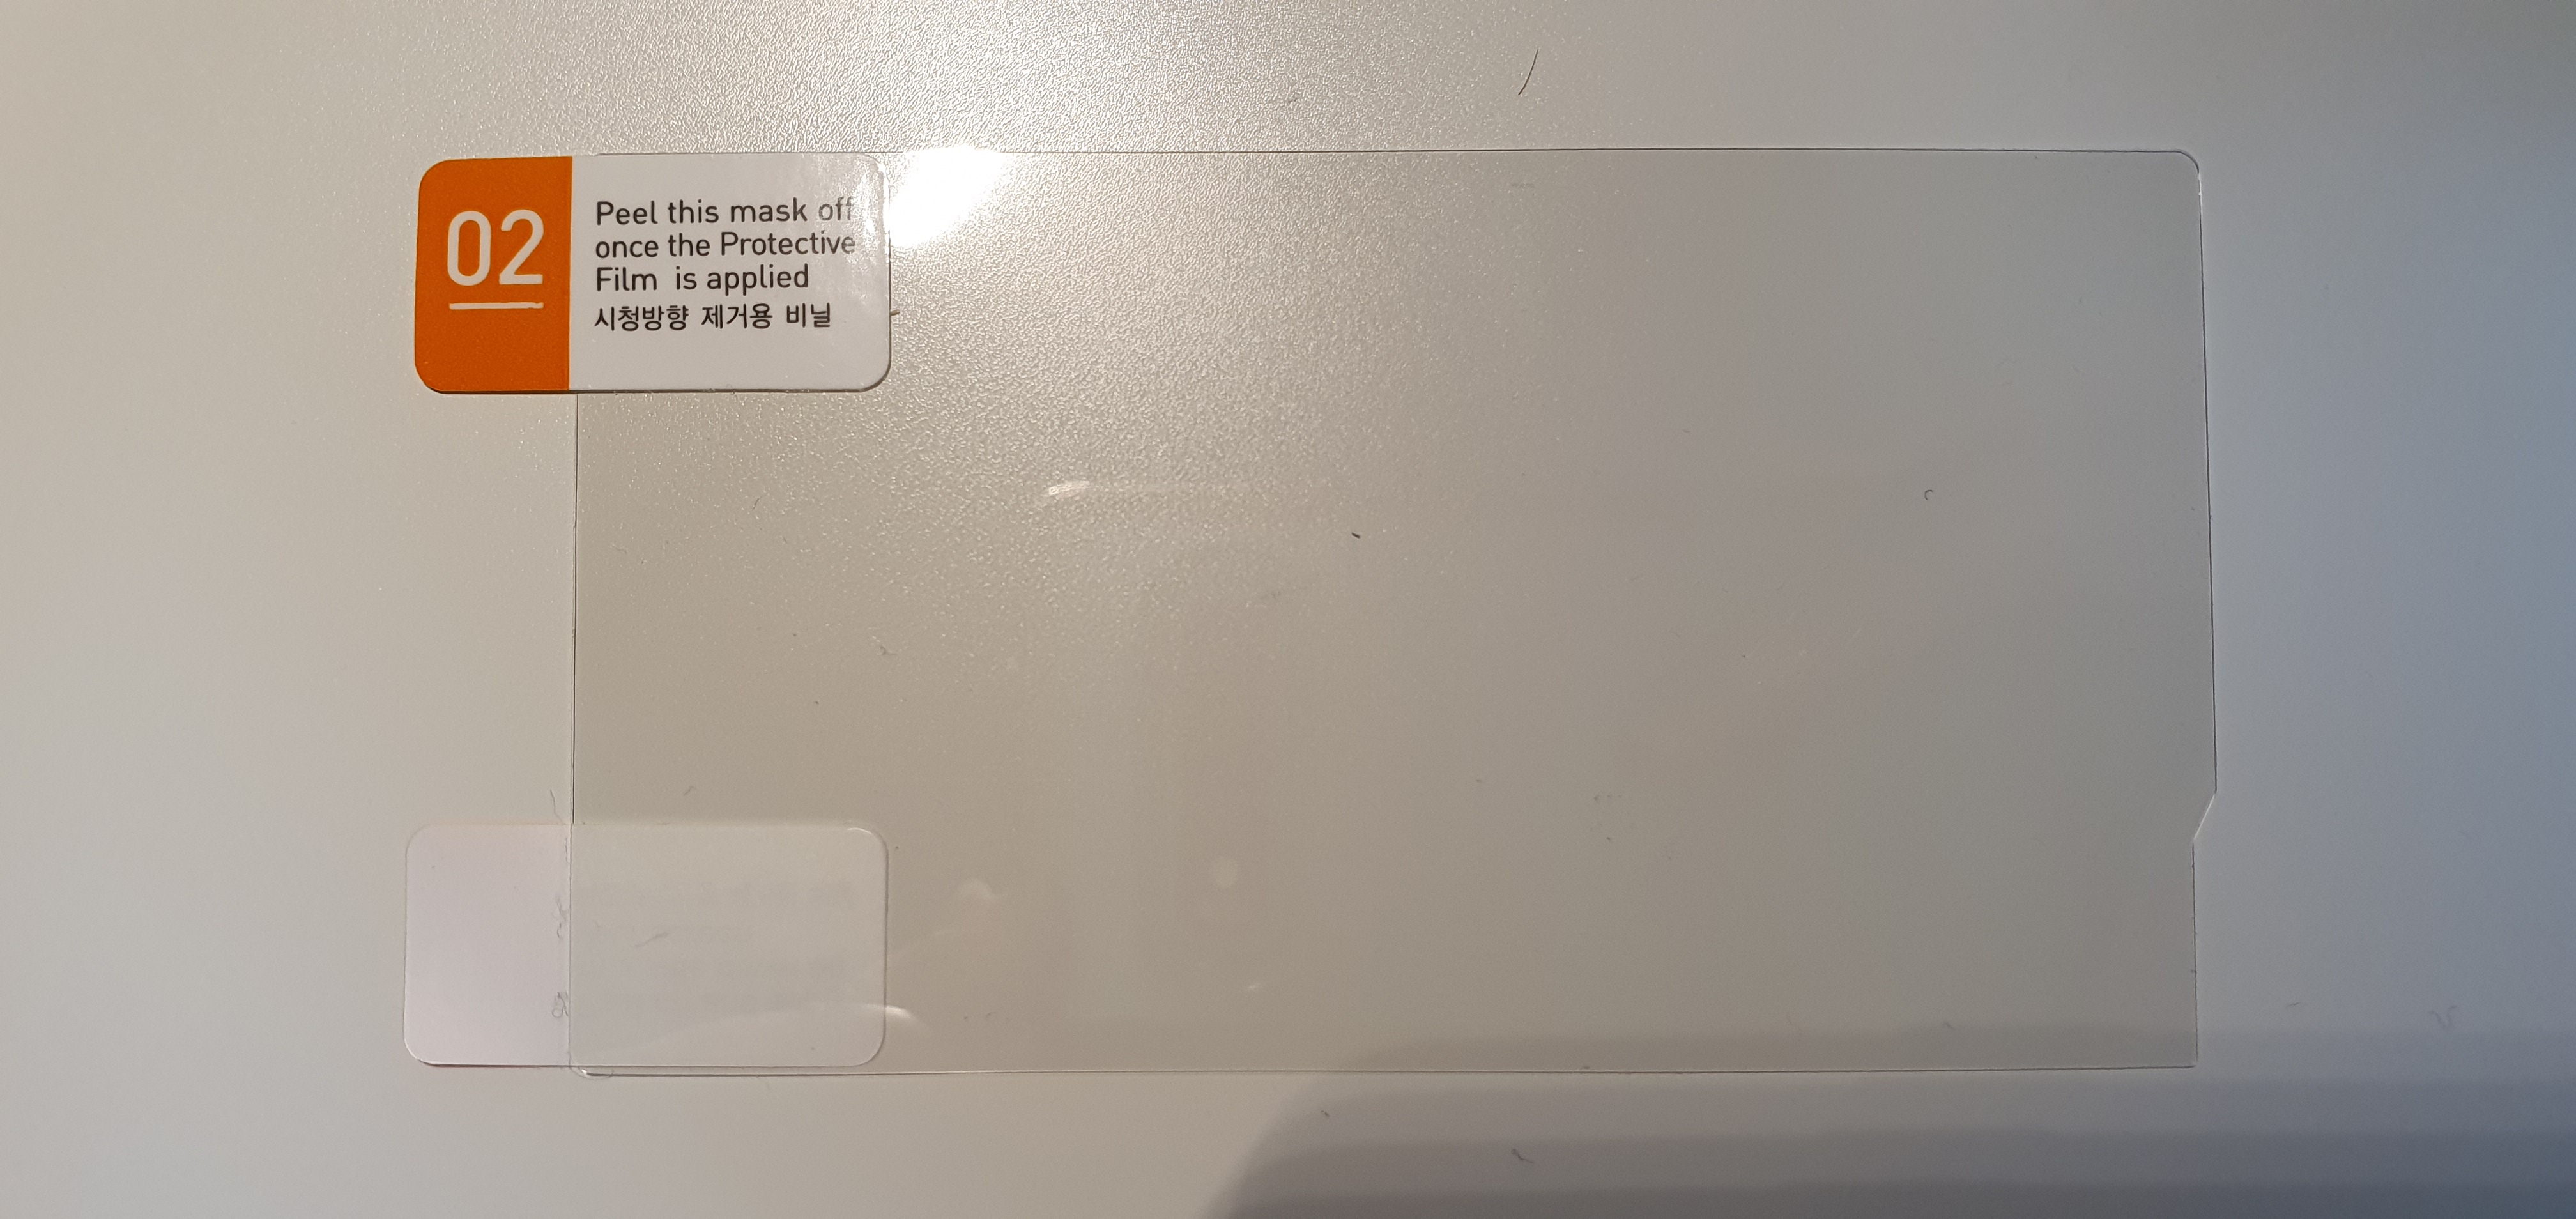 02
Peel this mask off
once the Protective
Film is applied
시청방향 제거용 비닐